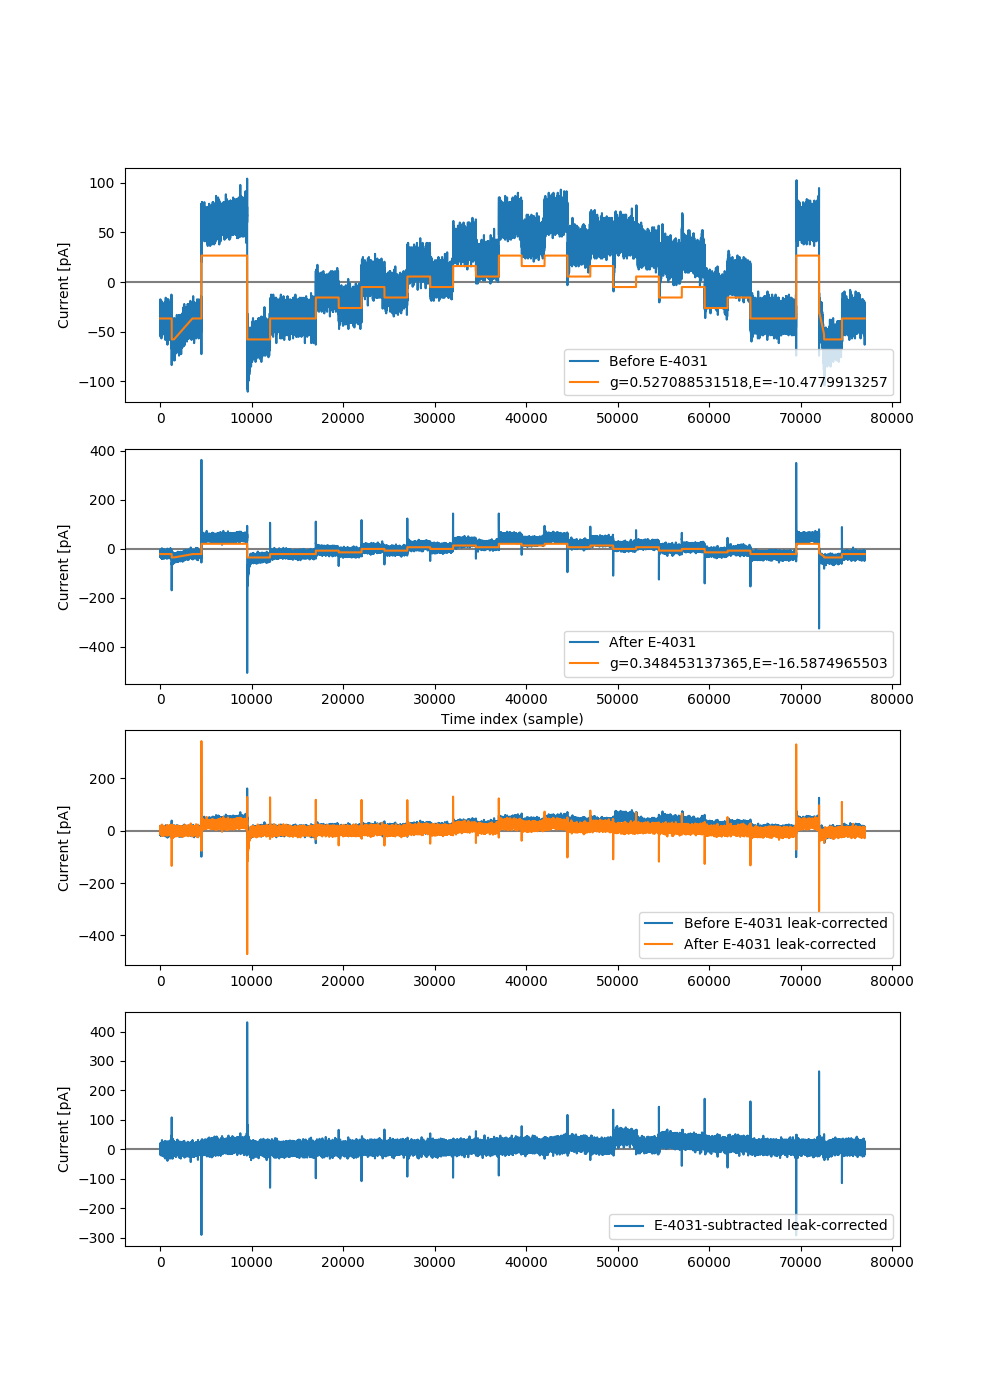 100
50
0
−50
−100
Current [pA]
Before E-4031
g=0.527088531518,E=-10.4779913257
0 10000 20000 30000 40000 50000 60000 70000 80000
400
200
0
−200
−400
Current [pA]
After E-4031
g=0.348453137365,E=-16.5874965503
0 10000 20000 30000 40000 50000 60000 70000 80000
Time index (sample)
200
0
−200
−400
Current [pA]
Before E-4031 leak-corrected
After E-4031 leak-corrected
0 10000 20000 30000 40000 50000 60000 70000 80000
400
300
200
100
0
−100
−200
−300
Current [pA]
E-4031-subtracted leak-corrected
0 10000 20000 30000 40000 50000 60000 70000 80000